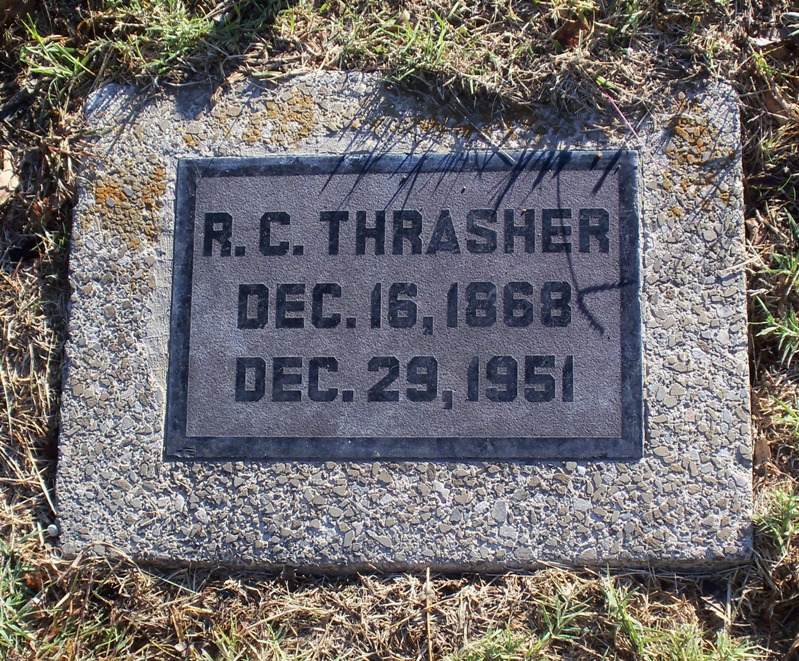 R. C. THRASHER
DEC. 16, 1868
DEC. 29, 1951